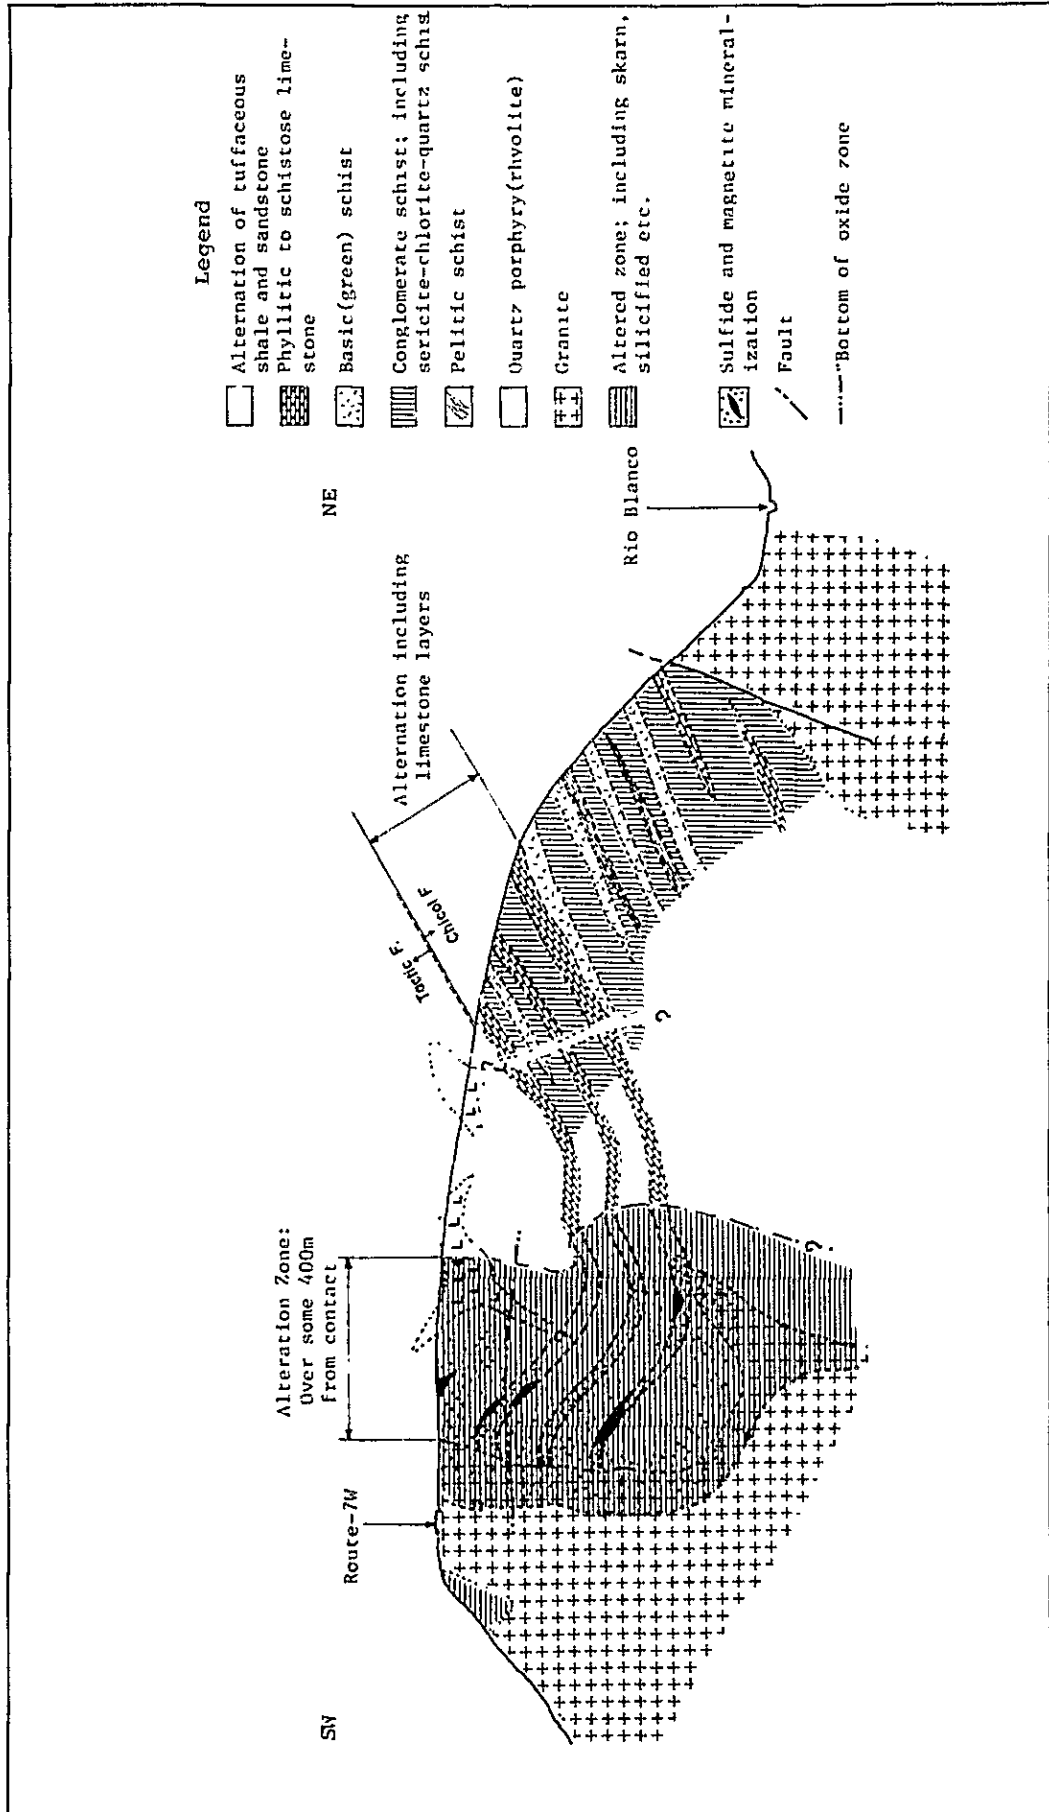 Legend
Alternation of tuffaceous
shale and sandstone
Phyllitic to schistose lime-
stone
Basic(green) schist
Conglomerate schist; including
sericite-chlorite-quartz schis
Pelitic schist
Quartz porphyry(rhyolite)
Granite
Altered zone; including skarn,
silicified etc.
Sulfide and magnetite mineral-
ization
Fault
Bottom of oxide zone
SW
NE
Route-7W
Alteration Zone:
Over some 400m
from contact
Tactic F.
Chicol F
Alternation including
limestone layers
Rio Blanco
?
?
?